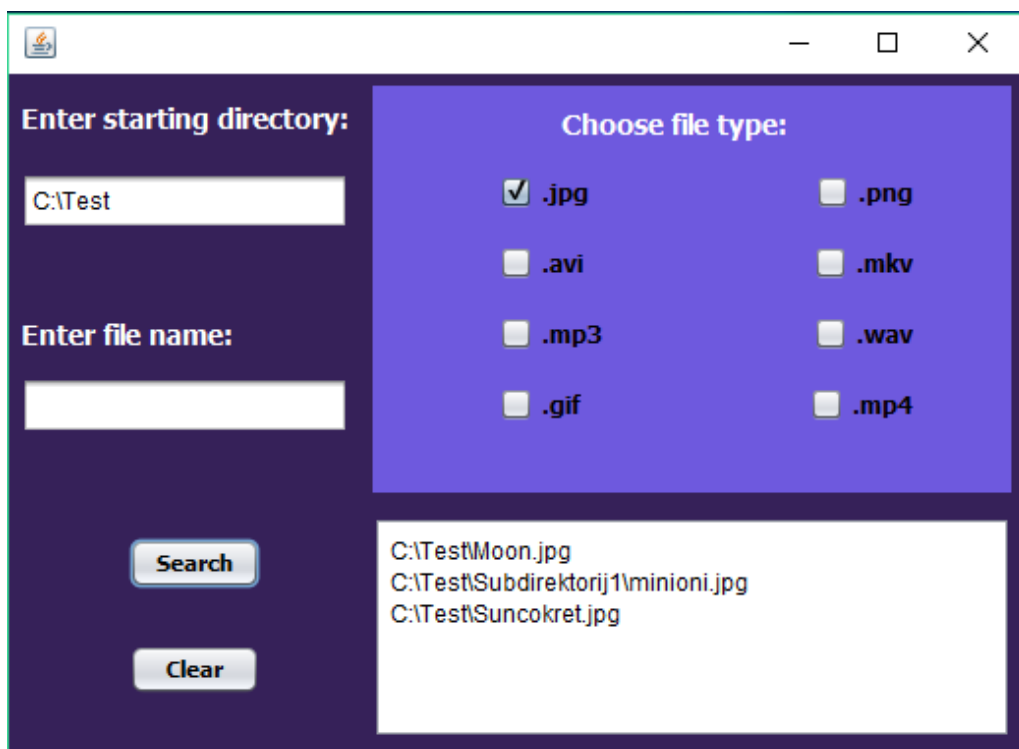 Enter starting directory:
C:\Test
Enter file name:
Search
Clear
Choose file type:
.jpg .png
.avi .mkv
.mp3 .wav
.gif .mp4
C:\Test\Moon.jpg
C:\Test\Subdirektorij1\minioni.jpg
C:\Test\Suncokret.jpg